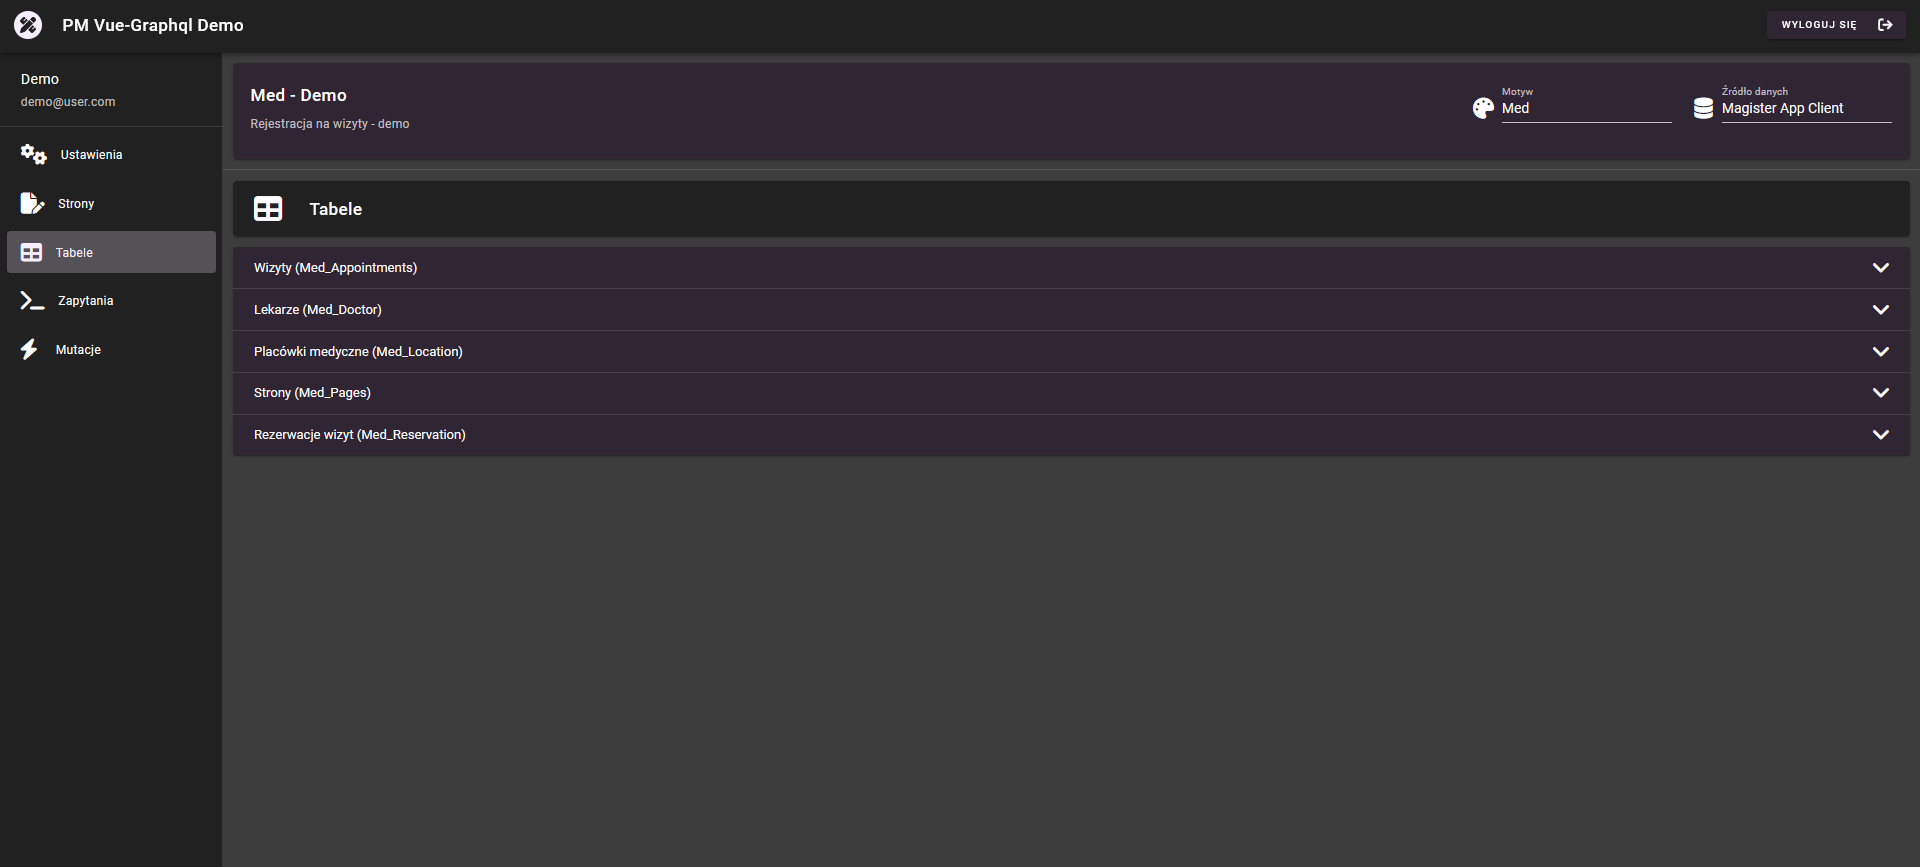 PM Vue-Graphql Demo
WYLOGUJ SIĘ
Demo
demo@user.com
Ustawienia
Strony
Tabele
Zapytania
Mutacje
Med - Demo
Rejestracja na wizyty - demo
Motyw
Med
Źródło danych
Magister App Client
Tabele
Wizyty (Med_Appointments)
Lekarze (Med_Doctor)
Placówki medyczne (Med_Location)
Strony (Med_Pages)
Rezerwacje wizyt (Med_Reservation)